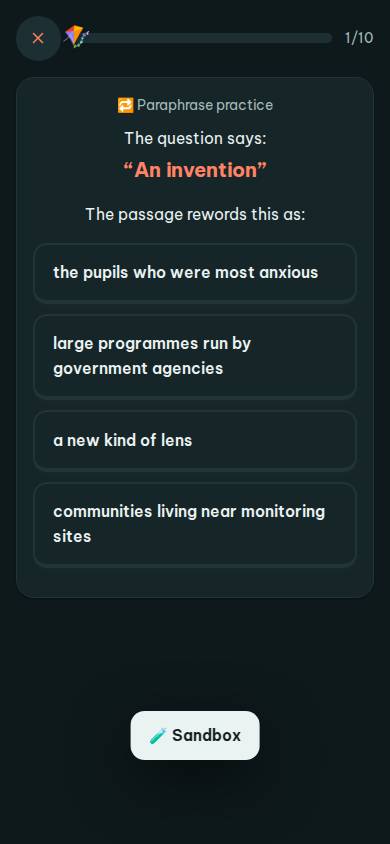 1/10
🔁 Paraphrase practice
The question says:
“An invention”
The passage rewords this as:
the pupils who were most anxious
large programmes run by
government agencies
a new kind of lens
communities living near monitoring
sites
🧪 Sandbox